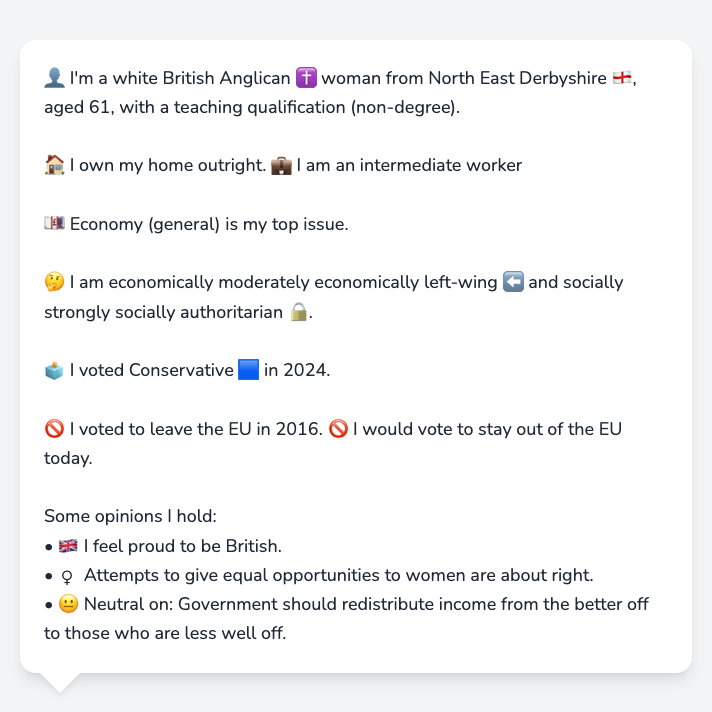 👤 I'm a white British Anglican ✝️ woman from North East Derbyshire 🏴󠁧󠁢󠁥󠁮󠁧󠁿,
aged 61, with a teaching qualification (non-degree).
🏠 I own my home outright. 💼 I am an intermediate worker
💷 Economy (general) is my top issue.
🤔 I am economically moderately economically left-wing ⬅️ and socially
strongly socially authoritarian 🔒.
🗳️ I voted Conservative 🟦 in 2024.
🚫 I voted to leave the EU in 2016. 🚫 I would vote to stay out of the EU
today.
Some opinions I hold:
• 🇬🇧 I feel proud to be British.
• ♀ Attempts to give equal opportunities to women are about right.
• 😐 Neutral on: Government should redistribute income from the better off
to those who are less well off.